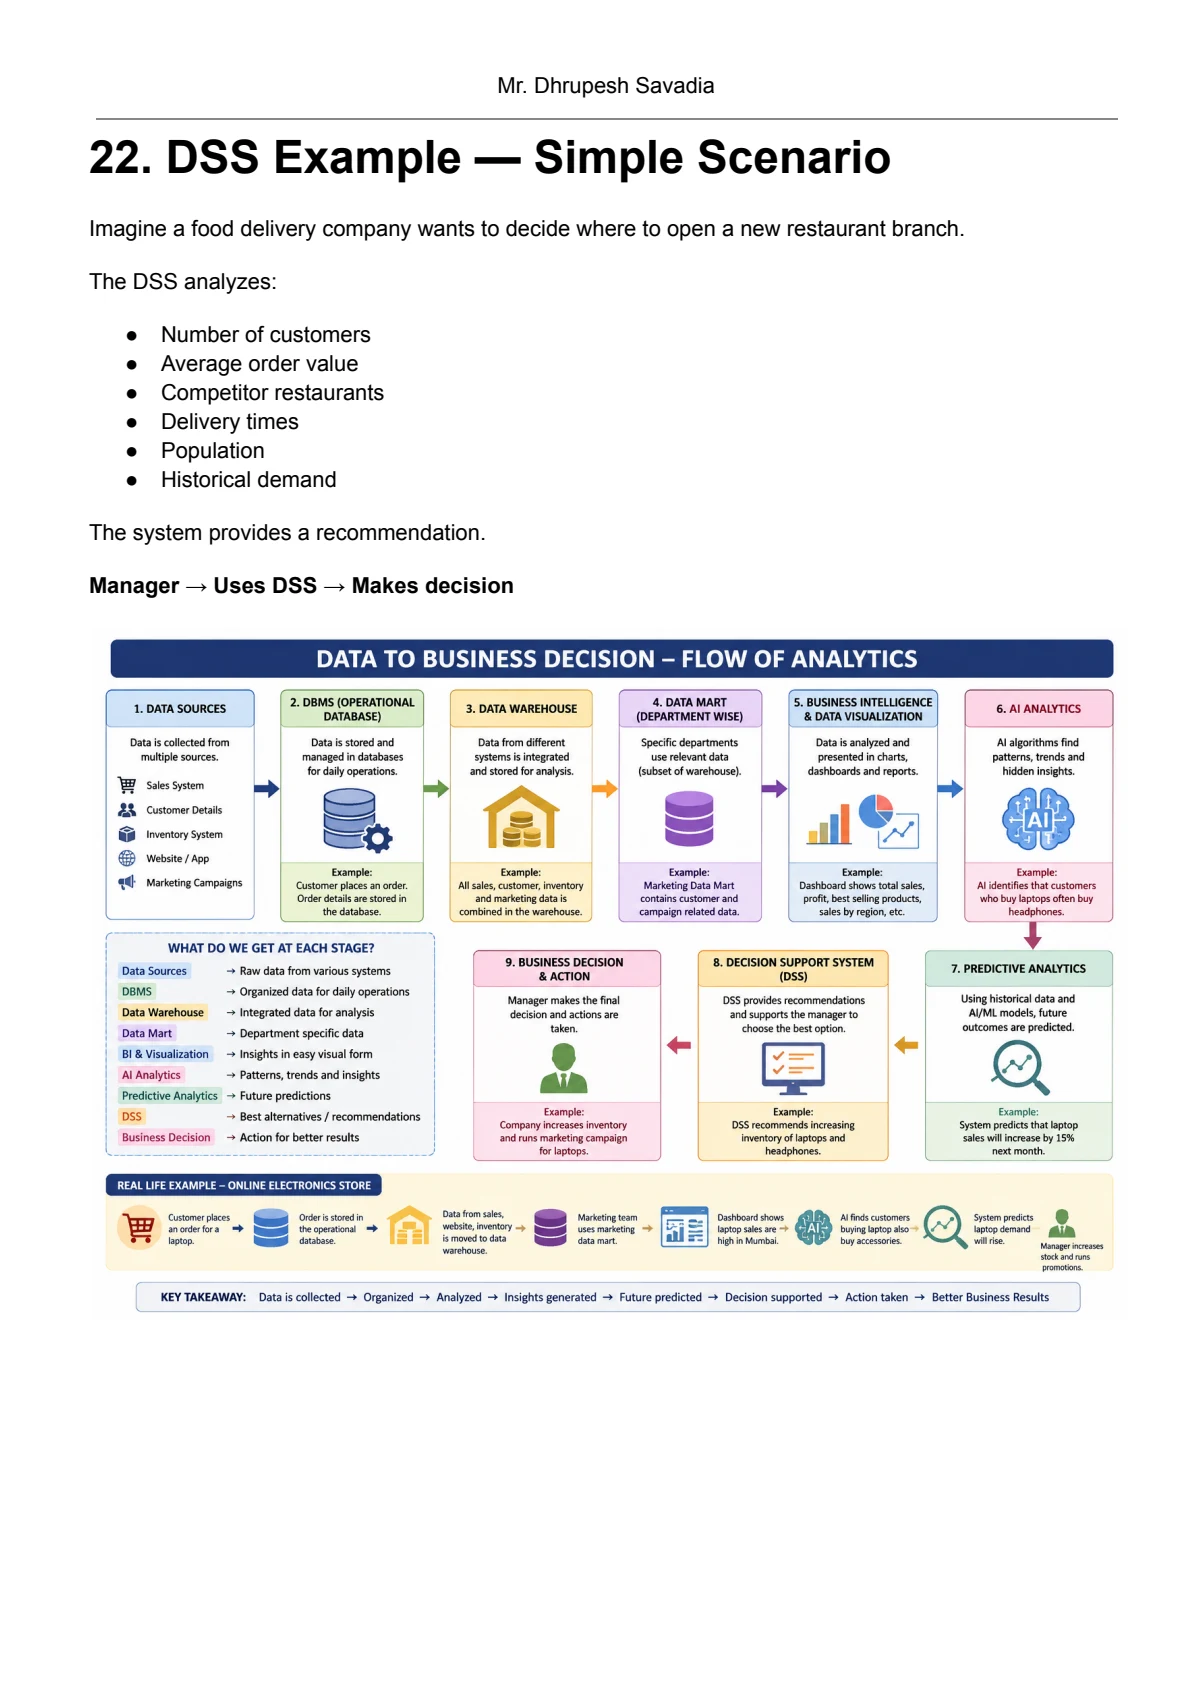 Mr. Dhrupesh Savadia
22. DSS Example — Simple Scenario
Imagine a food delivery company wants to decide where to open a new restaurant branch.
The DSS analyzes:
● Number of customers
● Average order value
● Competitor restaurants
● Delivery times
● Population
● Historical demand
The system provides a recommendation.
Manager → Uses DSS → Makes decision
DATA TO BUSINESS DECISION – FLOW OF ANALYTICS
1. DATA SOURCES
Data is collected from
multiple sources.
Sales System
Customer Details
Inventory System
Website / App
Marketing Campaigns
2. DBMS (OPERATIONAL
DATABASE)
Data is stored and
managed in databases
for daily operations.
Example:
Customer places an order.
Order details are stored in
the database.
3. DATA WAREHOUSE
Data from different
systems is integrated
and stored for analysis.
Example:
All sales, customer, inventory
and marketing data is
combined in the warehouse.
4. DATA MART
(DEPARTMENT WISE)
Specific departments
use relevant data
(subset of warehouse).
Example:
Marketing Data Mart
contains customer and
campaign related data.
5. BUSINESS INTELLIGENCE
& DATA VISUALIZATION
Data is analyzed and
presented in charts,
dashboards and reports.
Example:
Dashboard shows total sales,
profit, best selling products,
sales by region, etc.
6. AI ANALYTICS
AI algorithms find
patterns, trends and
hidden insights.
AI
Example:
AI identifies that customers
who buy laptops often buy
headphones.
WHAT DO WE GET AT EACH STAGE?
Data Sources → Raw data from various systems
DBMS → Organized data for daily operations
Data Warehouse → Integrated data for analysis
Data Mart → Department specific data
BI & Visualization → Insights in easy visual form
AI Analytics → Patterns, trends and insights
Predictive Analytics → Future predictions
DSS → Best alternatives / recommendations
Business Decision → Action for better results
9. BUSINESS DECISION
& ACTION
Manager makes the final
decision and actions are
taken.
Example:
Company increases inventory
and runs marketing campaign
for laptops.
8. DECISION SUPPORT SYSTEM
(DSS)
DSS provides recommendations
and supports the manager to
choose the best option.
Example:
DSS recommends increasing
inventory of laptops and
headphones.
7. PREDICTIVE ANALYTICS
Using historical data and
AI/ML models, future
outcomes are predicted.
Example:
System predicts that laptop
sales will increase by 15%
next month.
REAL LIFE EXAMPLE – ONLINE ELECTRONICS STORE
Customer places
an order for a
laptop.
Order is stored in
the operational
database.
Data from sales,
website, inventory
is moved to data
warehouse.
Marketing team
uses marketing
data mart.
Dashboard shows
laptop sales are
high in Mumbai.
AI
AI finds customers
buying laptop also
buy accessories.
System predicts
laptop demand
will rise.
Manager increases
stock and runs
promotions.
KEY TAKEAWAY: Data is collected → Organized → Analyzed → Insights generated → Future predicted → Decision supported → Action taken → Better Business Results